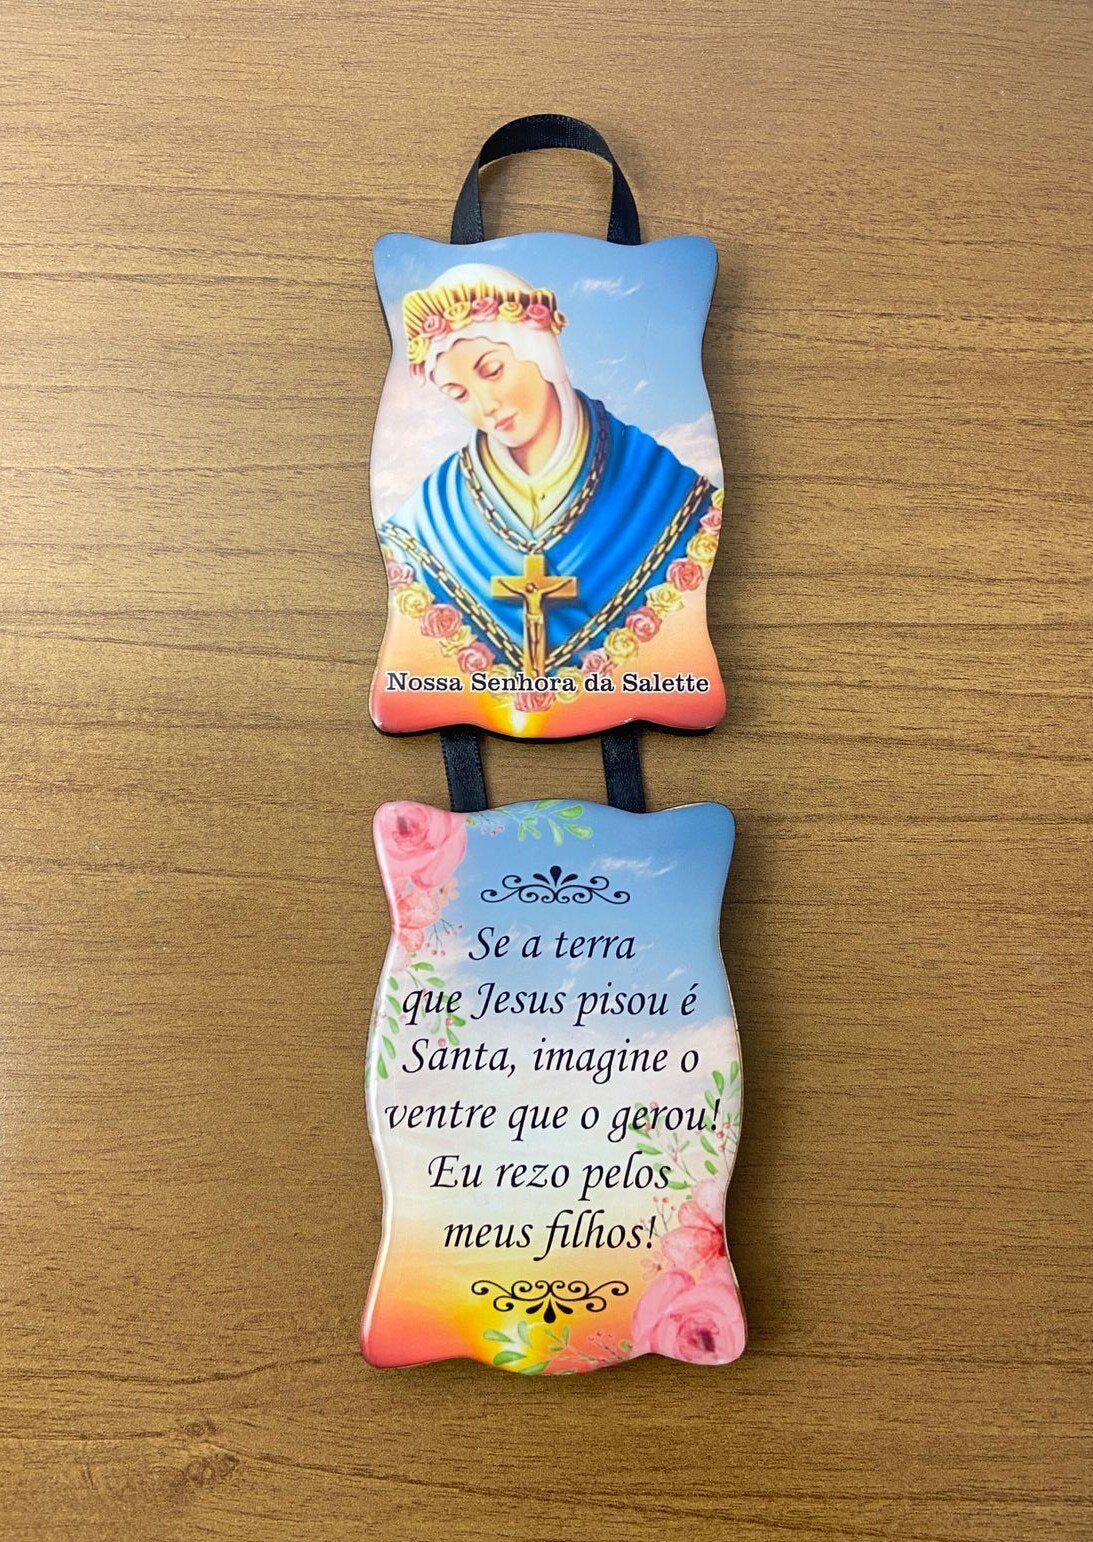 Nossa Senhora da Salette
Se a terra
que Jesus pisou é
Santa, imagine o
ventre que o gerou!
Eu rezo pelos
meus filhos!